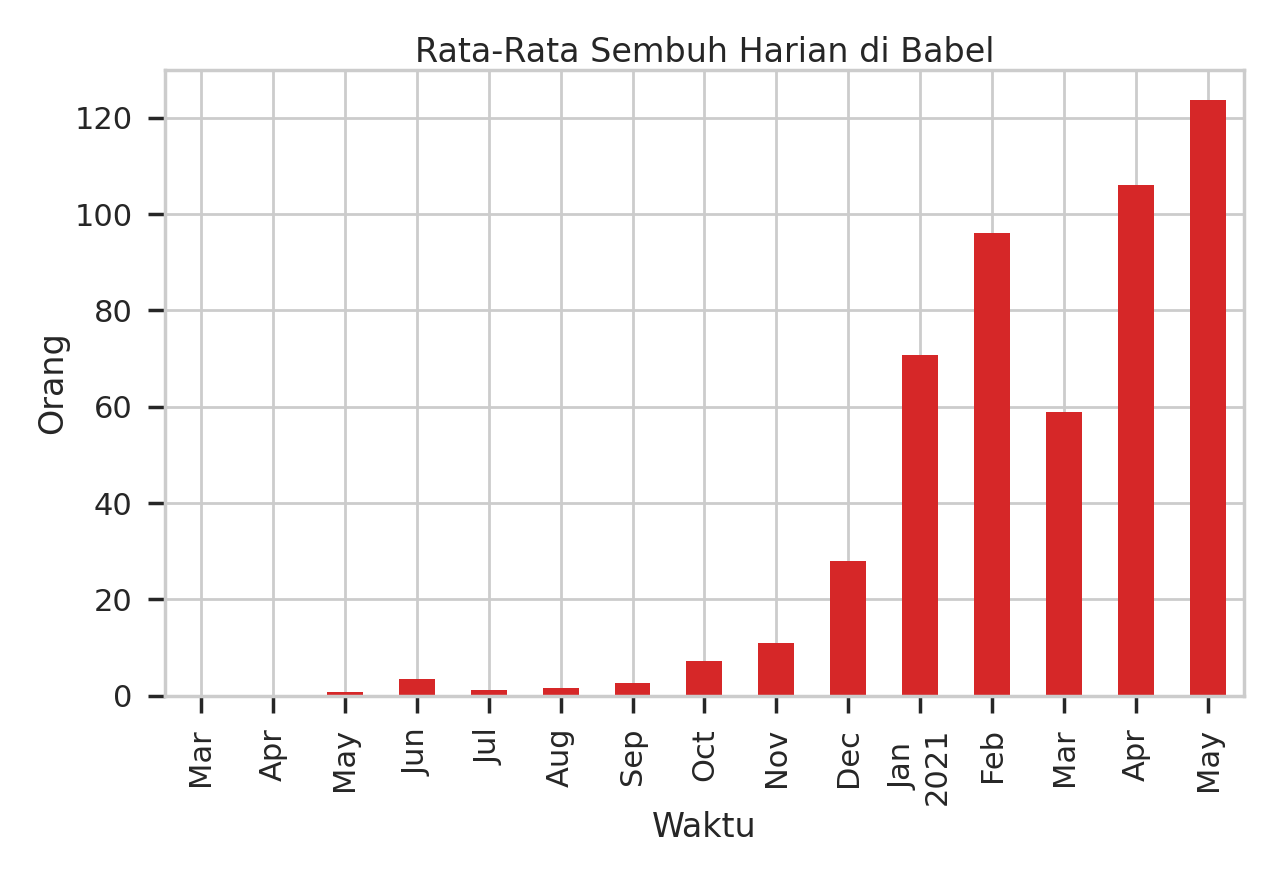 Rata-Rata Sembuh Harian di Babel
120
100
80
60
40
20
0
Orang
Mar
Apr
May
Jun
Jul
Aug
Sep
Oct
Nov
Dec
Jan
2021
Feb
Mar
Apr
May
Waktu